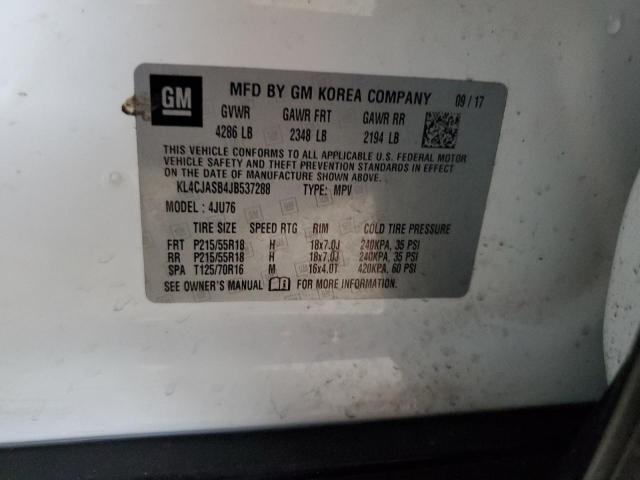 GM MFD BY GM KOREA COMPANY 09 / 17
GVWR GAWR FRT GAWR RR
4286 LB 2348 LB 2194 LB
THIS VEHICLE CONFORMS TO ALL APPLICABLE U.S. FEDERAL MOTOR
VEHICLE SAFETY AND THEFT PREVENTION STANDARDS IN EFFECT
ON THE DATE OF MANUFACTURE SHOWN ABOVE.
KL4CJASB4JB537288 TYPE: MPV
MODEL : 4JU76
TIRE SIZE SPEED RTG RIM COLD TIRE PRESSURE
FRT P215/55R18 H 18x7.0J 240KPA, 35 PSI
RR P215/55R18 H 18x7.0J 240KPA, 35 PSI
SPA T125/70R16 M 16x4.0T 420KPA, 60 PSI
SEE OWNER'S MANUAL FOR MORE INFORMATION.